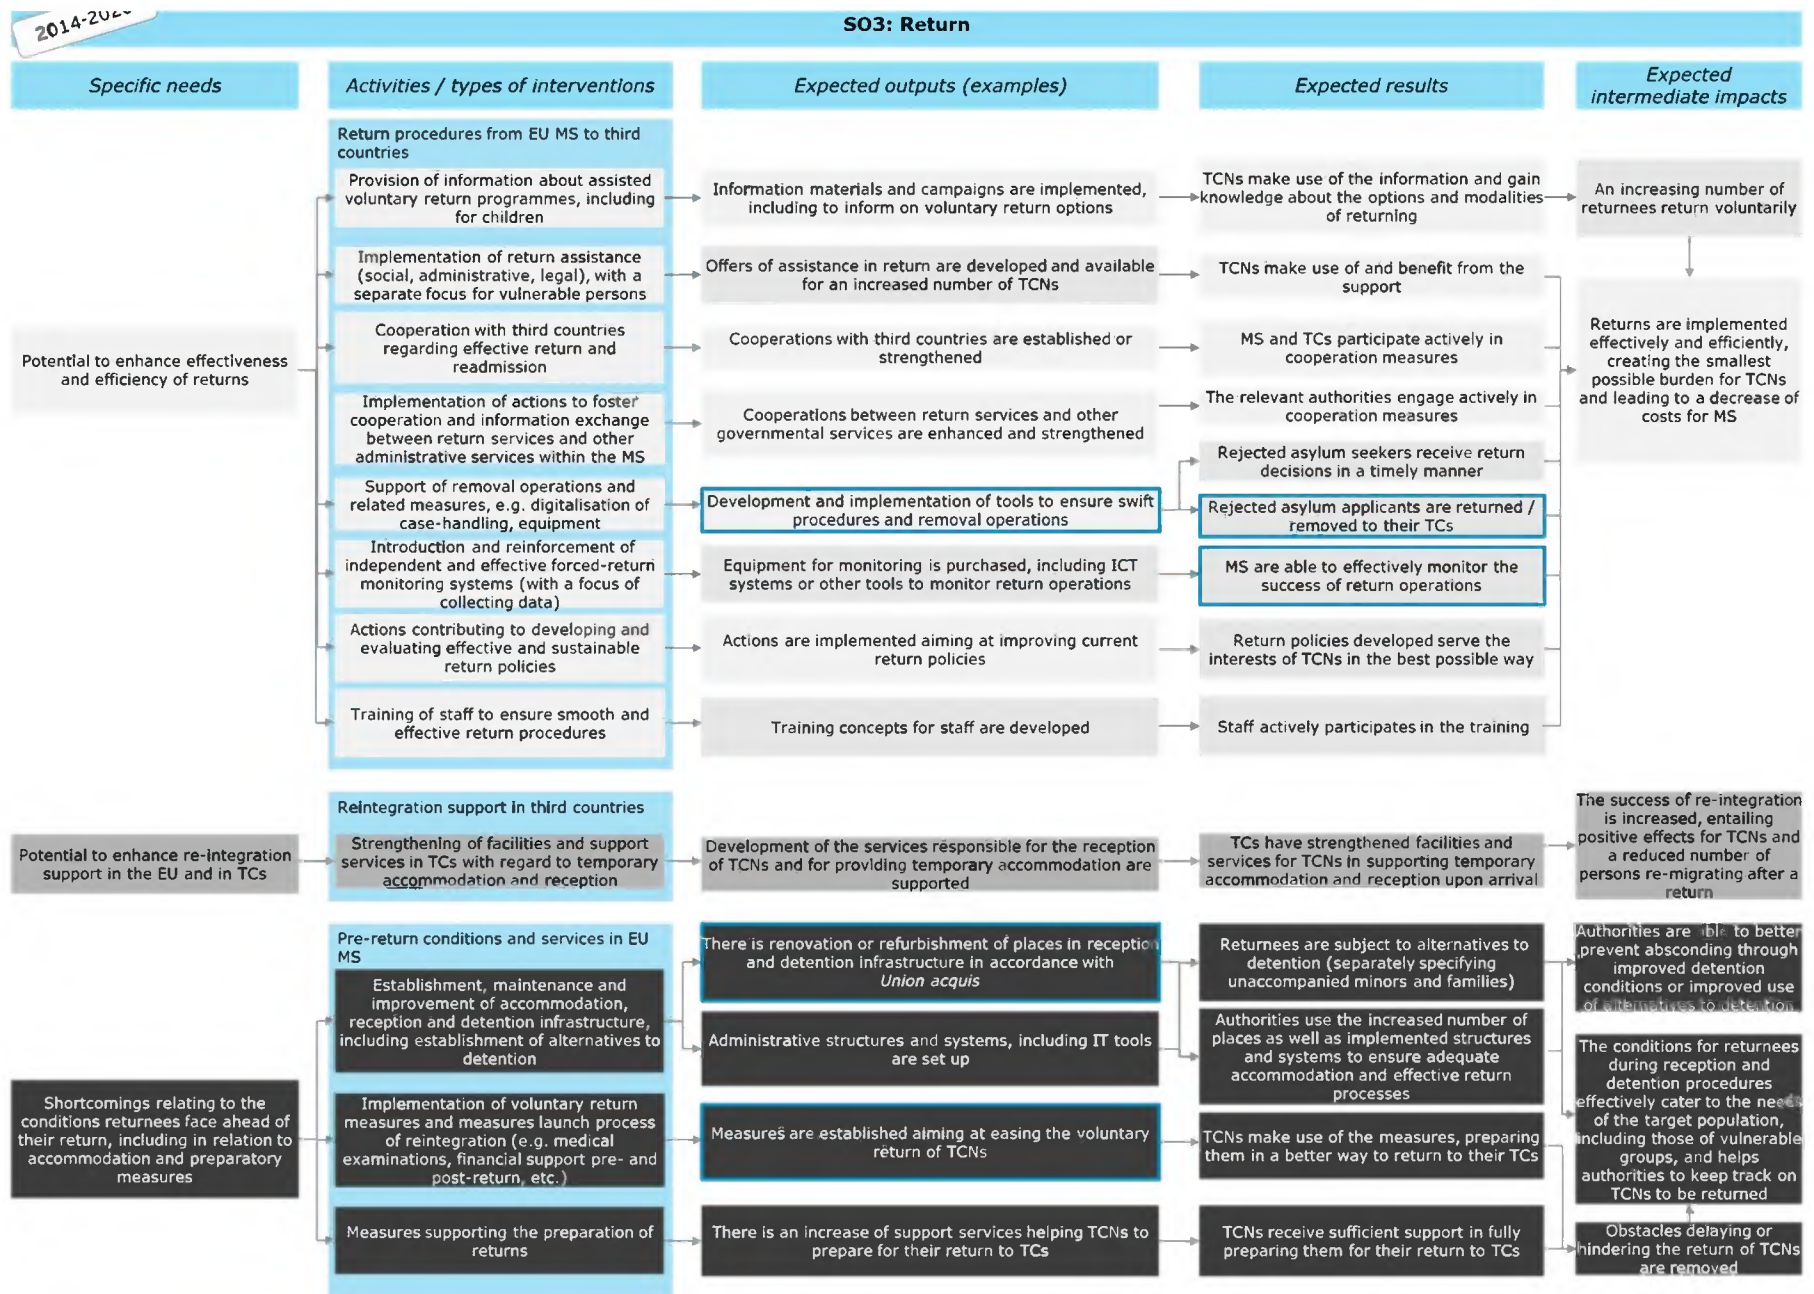 SO3: Return
Specific needs
Activities / types of interventions
Expected outputs (examples)
Expected results
Expected
intermediate impacts
Return procedures from EU MS to third
countries
Potential to enhance effectiveness
and efficiency of returns
Provision of information about assisted
voluntary return programmes, including
for children
Information materials and campaigns are implemented,
including to inform on voluntary return options
TCNs make use of the information and gain
knowledge about the options and modalities
of returning
An increasing number of
returnees return voluntarily
Implementation of return assistance
(social, administrative, legal), with a
separate focus for vulnerable persons
Offers of assistance in return are developed and available
for an increased number of TCNs
TCNs make use of and benefit from the
support
Cooperation with third countries
regarding effective return and
readmission
Cooperations with third countries are established or
strengthened
MS and TCs participate actively in
cooperation measures
Returns are implemented
effectively and efficiently,
creating the smallest
possible burden for TCNs
and leading to a decrease of
costs for MS
Implementation of actions to foster
cooperation and information exchange
between return services and other
administrative services within the MS
Cooperations between return services and other
governmental services are enhanced and strengthened
The relevant authorities engage actively in
cooperation measures
Support of removal operations and
related measures, e.g. digitalisation of
case-handling, equipment
Development and implementation of tools to ensure swift
procedures and removal operations
Rejected asylum seekers receive return
decisions in a timely manner
Rejected asylum applicants are returned /
removed to their TCs
Introduction and reinforcement of
independent and effective forced-return
monitoring systems (with a focus of
collecting data)
Equipment for monitoring is purchased, including ICT
systems or other tools to monitor return operations
MS are able to effectively monitor the
success of return operations
Actions contributing to developing and
evaluating effective and sustainable
return policies
Actions are implemented aiming at improving current
return policies
Return policies developed serve the
interests of TCNs in the best possible way
Training of staff to ensure smooth and
effective return procedures
Training concepts for staff are developed
Staff actively participates in the training
Reintegration support in third countries
Potential to enhance re-integration
support in the EU and in TCs
Strengthening of facilities and support
services in TCs with regard to temporary
accommodation and reception
Development of the services responsible for the reception
of TCNs and for providing temporary accommodation are
supported
TCs have strengthened facilities and
services for TCNs in supporting temporary
accommodation and reception upon arrival
The success of re-integration
is increased, entailing
positive effects for TCNs and
a reduced number of
persons re-migrating after a
return
Pre-return conditions and services in EU
MS
Shortcomings relating to the
conditions returnees face ahead of
their return, including in relation to
accommodation and preparatory
measures
Establishment, maintenance and
improvement of accommodation,
reception and detention infrastructure,
including establishment of alternatives to
detention
There is renovation or refurbishment of places in reception
and detention infrastructure in accordance with
Union acquis
Administrative structures and systems, including IT tools
are set up
Returnees are subject to alternatives to
detention (separately specifying
unaccompanied minors and families)
Authorities use the increased number of
places as well as implemented structures
and systems to ensure adequate
accommodation and effective return
processes
Authorities are to better
prevent absconding through
improved detention
conditions or improved use
of alternatives to detention
Implementation of voluntary return
measures and measures launch process
of reintegration (e.g. medical
examinations, financial support pre- and
post-return, etc.)
Measures are established aiming at easing the voluntary
return of TCNs
TCNs make use of the measures, preparing
them in a better way to return to their TCs
The conditions for returnees
during reception and
detention procedures
effectively cater to the needs
of the target population,
including those of vulnerable
groups, and helps
authorities to keep track on
TCNs to be returned
Measures supporting the preparation of
returns
There is an increase of support services helping TCNs to
prepare for their return to TCs
TCNs receive sufficient support in fully
preparing them for their return to TCs
Obstacles delaying or
hindering the return of TCNs
are removed